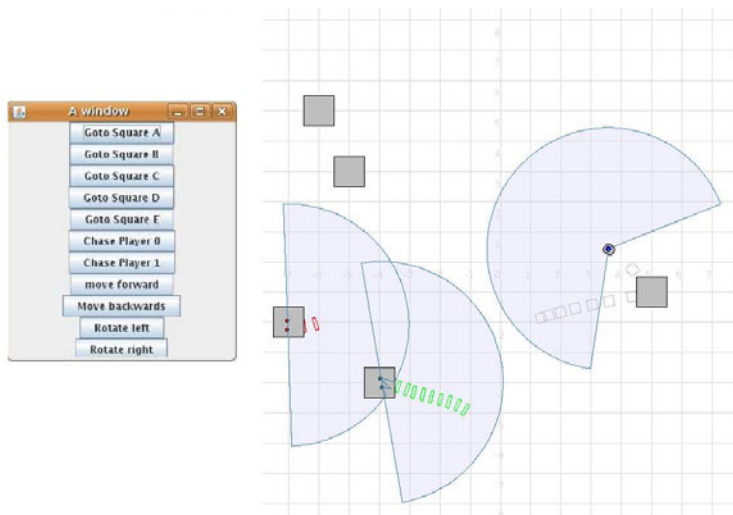 A window
Goto Square A
Goto Square B
Goto Square C
Goto Square D
Goto Square E
Chase Player 0
Chase Player 1
move forward
Move backwards
Rotate left
Rotate right